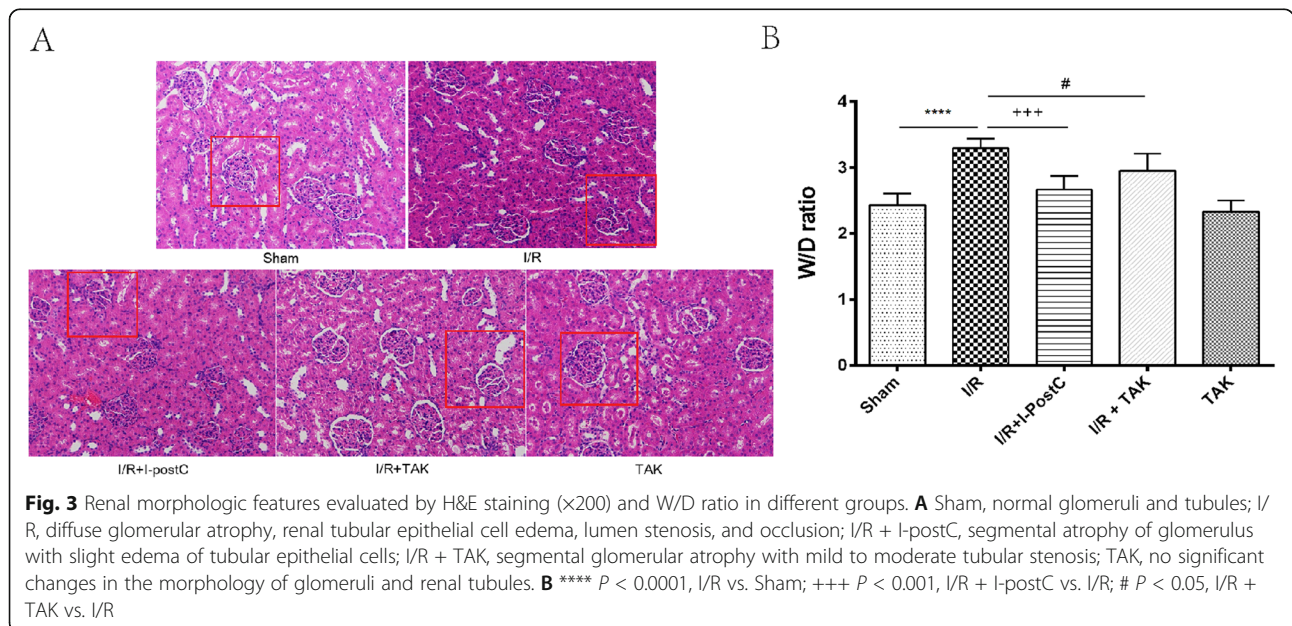 A
Sham
I/R
I/R+I-postC
I/R+TAK
TAK
B
W/D ratio
4
3
2
1
0
****
+++
#
Sham
I/R
I/R+I-PostC
I/R + TAK
TAK
Fig. 3 Renal morphologic features evaluated by H&E staining (×200) and W/D ratio in different groups. A Sham, normal glomeruli and tubules; I/
R, diffuse glomerular atrophy, renal tubular epithelial cell edema, lumen stenosis, and occlusion; I/R + I-postC, segmental atrophy of glomerulus
with slight edema of tubular epithelial cells; I/R + TAK, segmental glomerular atrophy with mild to moderate tubular stenosis; TAK, no significant
changes in the morphology of glomeruli and renal tubules. B **** P < 0.0001, I/R vs. Sham; +++ P < 0.001, I/R + I-postC vs. I/R; # P < 0.05, I/R +
TAK vs. I/R